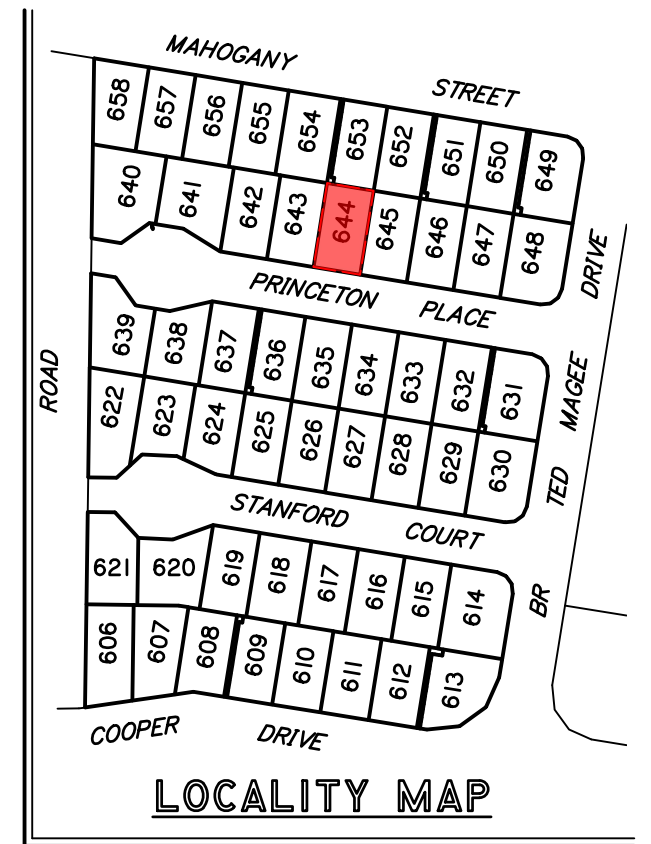 MAHOGANY STREET
658 657 656 655 654 653 652 651 650 649
640 641 642 643 644 645 646 647 648
PRINCETON PLACE
DRIVE
639 638 637 636 635 634 633 632 631
ROAD
MAGEE
622 623 624 625 626 627 628 629 630
TED
STANFORD COURT
621 620 619 618 617 616 615 614
BR
606 607 608 609 610 611 612 613
COOPER DRIVE
LOCALITY MAP